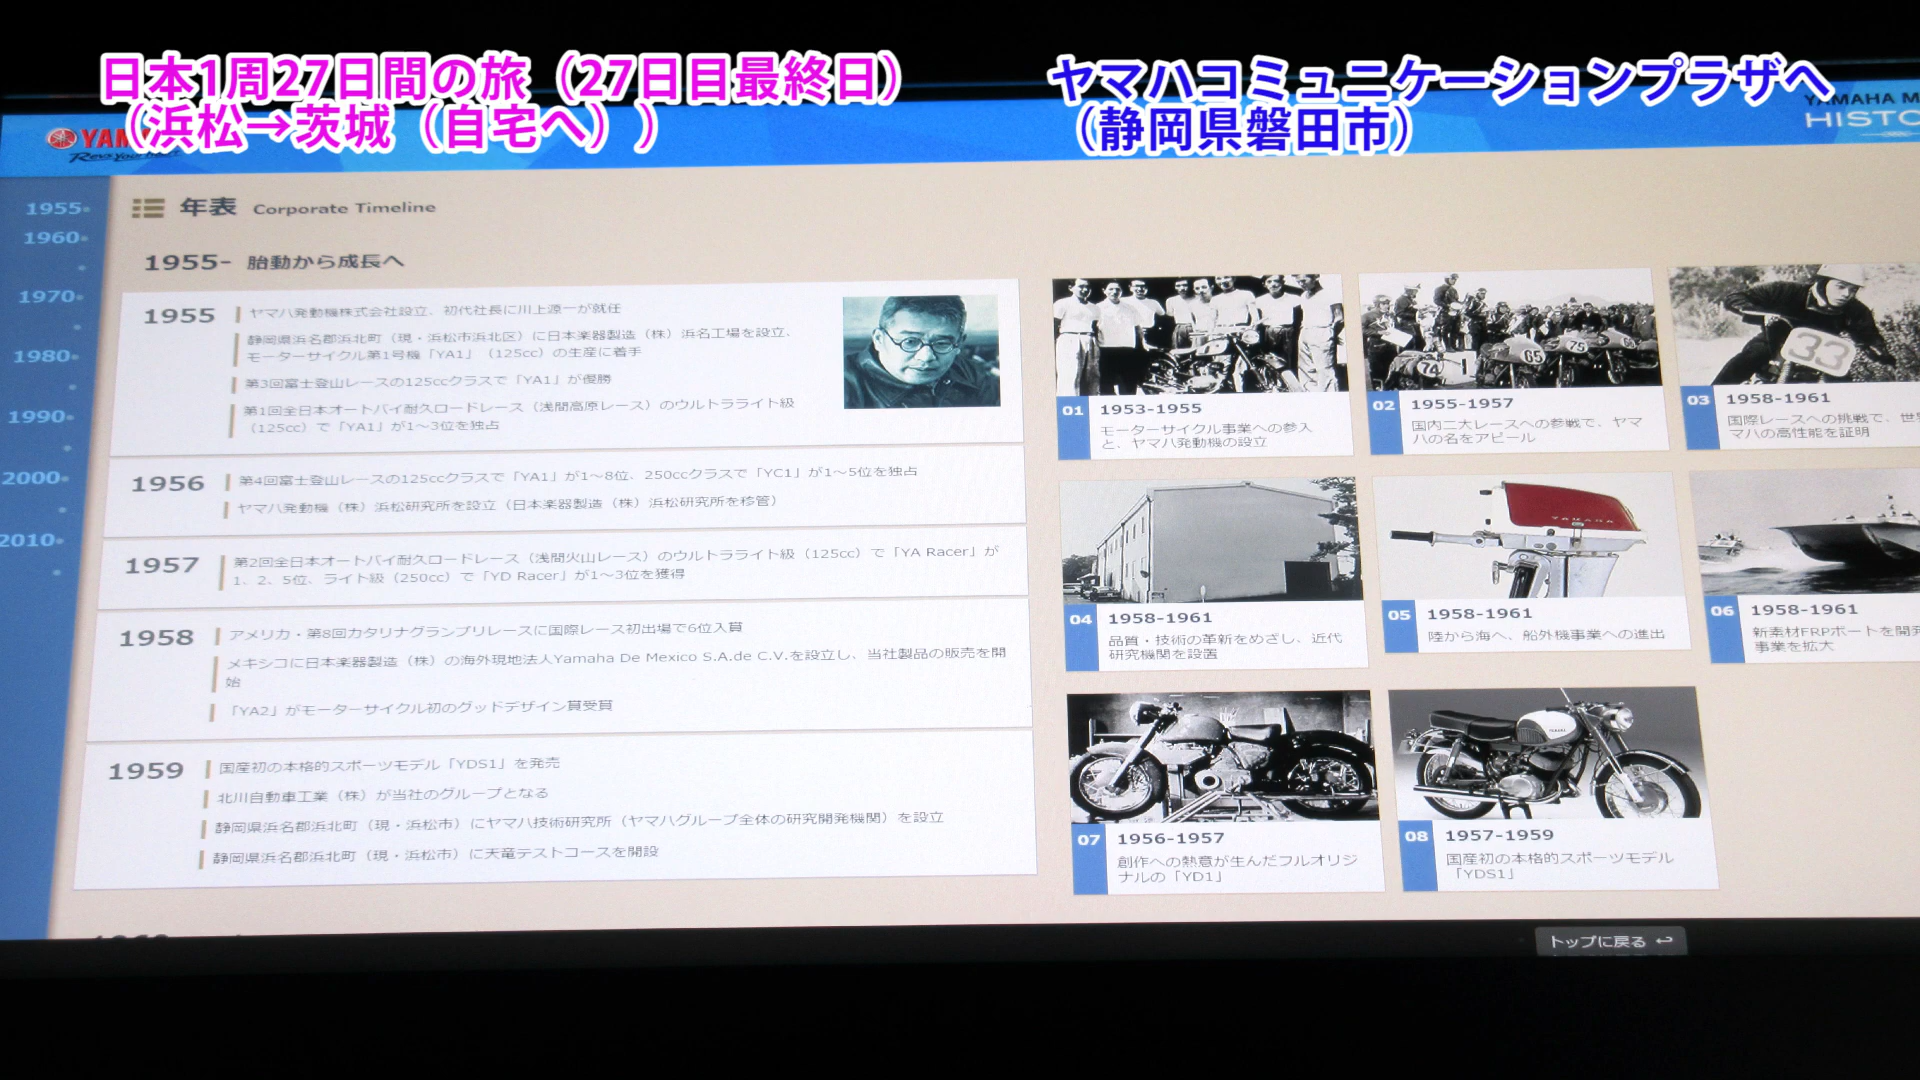 日本1周27日間の旅（27日目最終日）
（浜松→茨城（自宅へ））
ヤマハコミュニケーションプラザへ
（静岡県磐田市）
YAMAHA M
HISTO
1955
1960
1970
1980
1990
2000
2010
年表 Corporate Timeline
1955- 胎動から成長へ
1955
ヤマハ発動機株式会社設立、初代社長に川上源一が就任
静岡県浜名郡浜北町（現・浜松市浜北区）に日本楽器製造（株）浜名工場を設立、
モーターサイクル第1号機「YA1」（125cc）の生産に着手
第3回富士登山レースの125ccクラスで「YA1」が優勝
第1回全日本オートバイ耐久ロードレース（浅間高原レース）のウルトラライト級
（125cc）で「YA1」が1～3位を独占
1956
第4回富士登山レースの125ccクラスで「YA1」が1～8位、250ccクラスで「YC1」が1～5位を独占
ヤマハ発動機（株）浜松研究所を設立（日本楽器製造（株）浜松研究所を移管）
1957
第2回全日本オートバイ耐久ロードレース（浅間火山レース）のウルトラライト級（125cc）で「YA Racer」が
1、2、5位、ライト級（250cc）で「YD Racer」が1～3位を獲得
1958
アメリカ・第8回カタリナグランプリレースに国際レース初出場で6位入賞
メキシコに日本楽器製造（株）の海外現地法人Yamaha De Mexico S.A.de C.V.を設立し、当社製品の販売を開
始
「YA2」がモーターサイクル初のグッドデザイン賞受賞
1959
国産初の本格的スポーツモデル「YDS1」を発売
北川自動車工業（株）が当社のグループとなる
静岡県浜名郡浜北町（現・浜松市）にヤマハ技術研究所（ヤマハグループ全体の研究開発機関）を設立
静岡県浜名郡浜北町（現・浜松市）に天竜テストコースを開設
01 1953-1955
モーターサイクル事業への参入
と、ヤマハ発動機の設立
74
65
75
02 1955-1957
国内二大レースへの参戦で、ヤマ
ハの名をアピール
33
03 1958-1961
国際レースへの挑戦で、世界
マハの高性能を証明
04 1958-1961
品質・技術の革新をめざし、近代
研究機関を設置
YAMAHA
05 1958-1961
陸から海へ、船外機事業への進出
06 1958-1961
新素材FRPボートを開発
事業を拡大
07 1956-1957
創作への熱意が生んだフルオリジ
ナルの「YD1」
08 1957-1959
国産初の本格的スポーツモデル
「YDS1」
トップに戻る